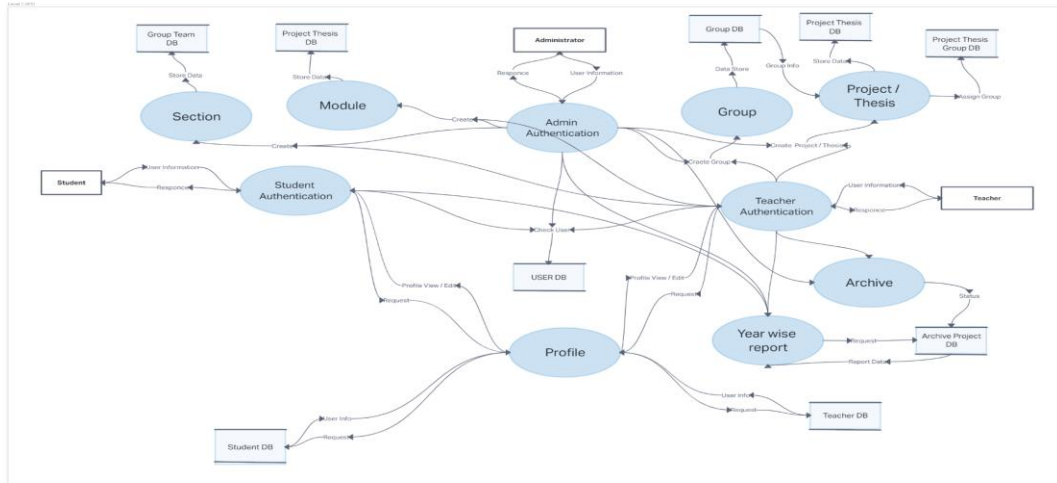 Level 1 DFD
Group Team
DB
Project Thesis
DB
Administrator
Group DB
Project Thesis
DB
Project Thesis
Group DB
Store Data
Store Data
Responce
User Information
Data Store
Group Info
Store Data
Assign Group
Section
Module
Admin
Authentication
Group
Project /
Thesis
Create
Create
Create Project / Thesis
Craete Group
Student
User Information
Responce
Student
Authentication
Teacher
Authentication
User Information
Responce
Teacher
Check User
USER DB
Profile View / Edit
Request
Profile View / Edit
Request
Archive
Status
Profile
Year wise
report
Request
Report Data
Archive Project
DB
User Info
Request
Student DB
User Info
Request
Teacher DB